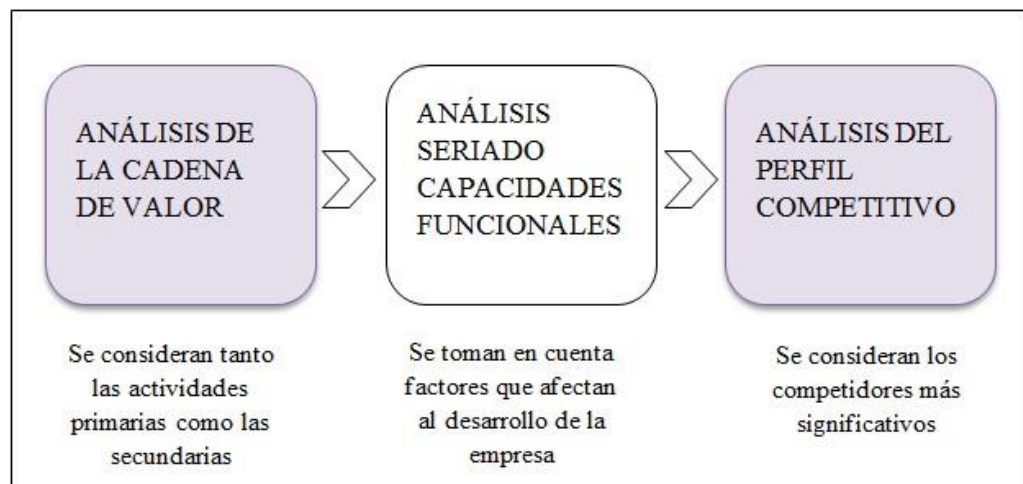 ANÁLISIS DE
LA CADENA
DE VALOR
ANÁLISIS
SERIADO
CAPACIDADES
FUNCIONALES
ANÁLISIS DEL
PERFIL
COMPETITIVO
Se consideran tanto
las actividades
primarias como las
secundarias
Se toman en cuenta
factores que afectan
al desarrollo de la
empresa
Se consideran los
competidores más
significativos